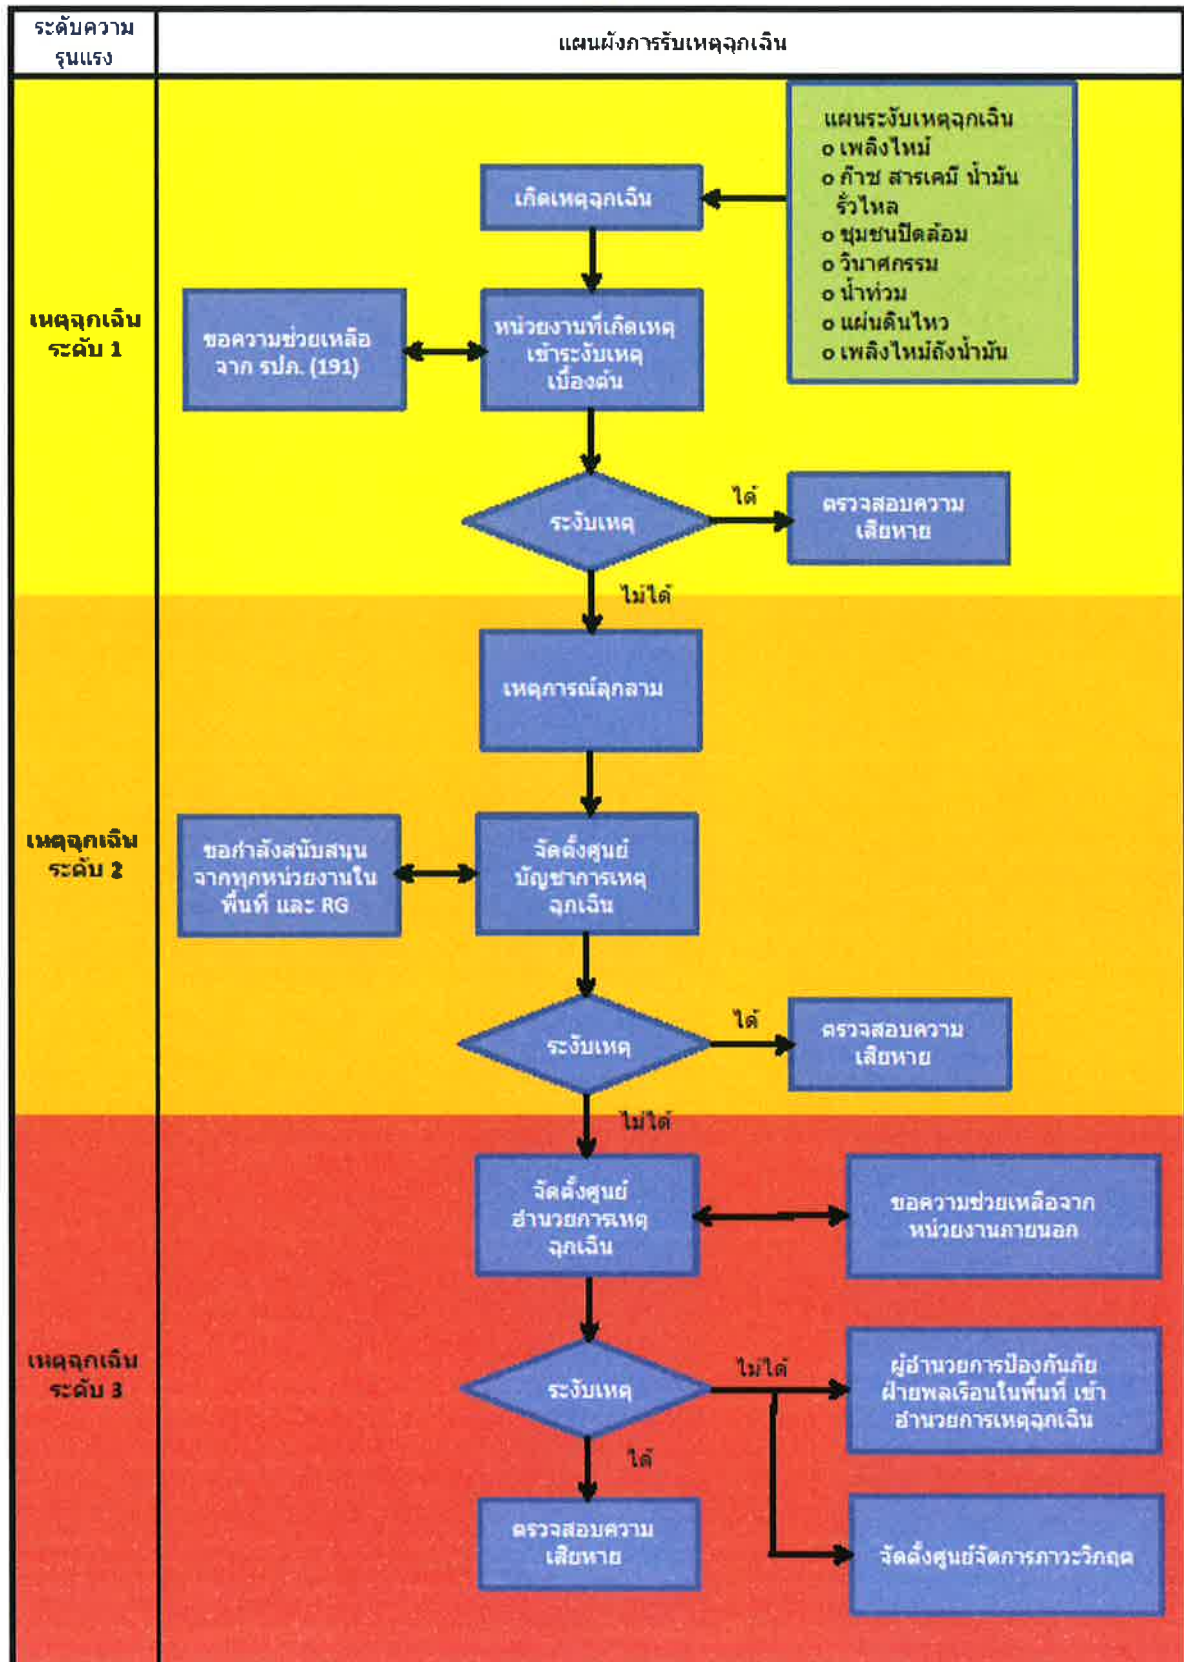 ระดับความ
รุนแรง
แผนผังการรับเหตุฉุกเฉิน
เหตุฉุกเฉิน
ระดับ 1
แผนระงับเหตุฉุกเฉิน
o เพลิงไหม้
o ก๊าซ สารเคมี น้ำมัน
รั่วไหล
o ชุมชนปิดล้อม
o วินาศกรรม
o น้ำท่วม
o แผ่นดินไหว
o เพลิงไหม้ถังน้ำมัน
เกิดเหตุฉุกเฉิน
ขอความช่วยเหลือ
จาก รปภ. (191)
หน่วยงานที่เกิดเหตุ
เข้าระงับเหตุ
เบื้องต้น
ระงับเหตุ
ได้
ตรวจสอบความ
เสียหาย
ไม่ได้
เหตุฉุกเฉิน
ระดับ 2
เหตุการณ์ลุกลาม
ขอกำลังสนับสนุน
จากทุกหน่วยงานใน
พื้นที่ และ RG
จัดตั้งศูนย์
บัญชาการเหตุ
ฉุกเฉิน
ระงับเหตุ
ได้
ตรวจสอบความ
เสียหาย
ไม่ได้
เหตุฉุกเฉิน
ระดับ 3
จัดตั้งศูนย์
อำนวยการเหตุ
ฉุกเฉิน
ขอความช่วยเหลือจาก
หน่วยงานภายนอก
ระงับเหตุ
ไม่ได้
ผู้อำนวยการป้องกันภัย
ฝ่ายพลเรือนในพื้นที่ เข้า
อำนวยการเหตุฉุกเฉิน
ได้
ตรวจสอบความ
เสียหาย
จัดตั้งศูนย์จัดการภาวะวิกฤต